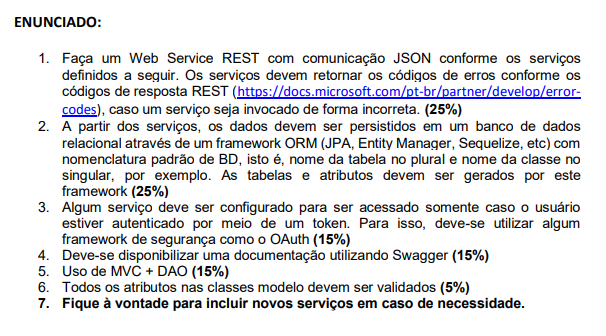 ENUNCIADO:
1. Faça um Web Service REST com comunicação JSON conforme os serviços
definidos a seguir. Os serviços devem retornar os códigos de erros conforme os
códigos de resposta REST (https://docs.microsoft.com/pt-br/partner/develop/error-
codes), caso um serviço seja invocado de forma incorreta. (25%)
2. A partir dos serviços, os dados devem ser persistidos em um banco de dados
relacional através de um framework ORM (JPA, Entity Manager, Sequelize, etc) com
nomenclatura padrão de BD, isto é, nome da tabela no plural e nome da classe no
singular, por exemplo. As tabelas e atributos devem ser gerados por este
framework (25%)
3. Algum serviço deve ser configurado para ser acessado somente caso o usuário
estiver autenticado por meio de um token. Para isso, deve-se utilizar algum
framework de segurança como o OAuth (15%)
4. Deve-se disponibilizar uma documentação utilizando Swagger (15%)
5. Uso de MVC + DAO (15%)
6. Todos os atributos nas classes modelo devem ser validados (5%)
7. Fique à vontade para incluir novos serviços em caso de necessidade.